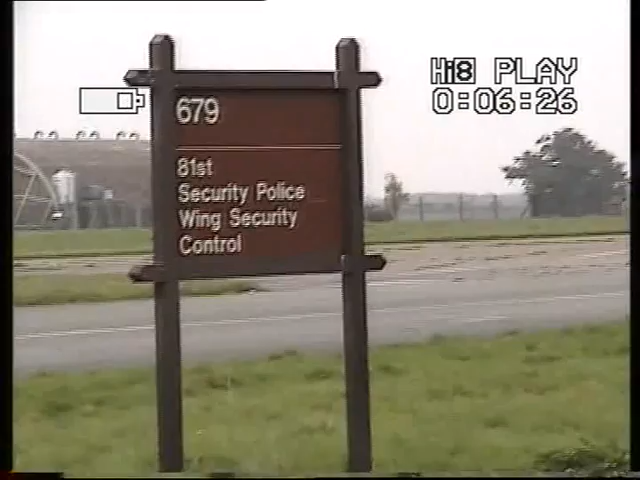 Hi8 PLAY
0:06:26
679
81st
Security Police
Wing Security
Control